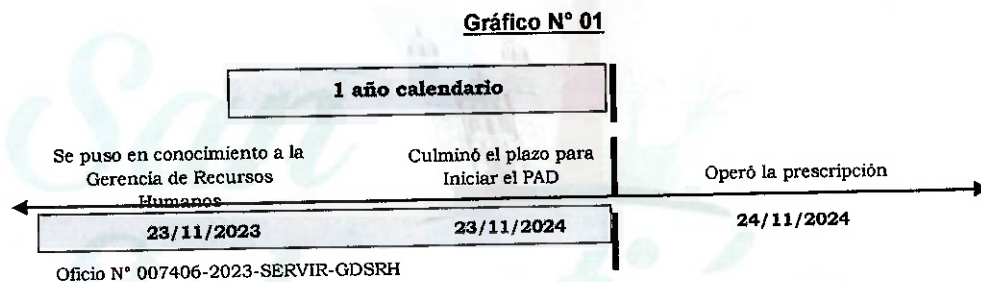 Gráfico N° 01
1 año calendario
Se puso en conocimiento a la
Gerencia de Recursos
Humanos
Culminó el plazo para
Iniciar el PAD
Operó la prescripción
23/11/2023
23/11/2024
24/11/2024
Oficio N° 007406-2023-SERVIR-GDSRH
San